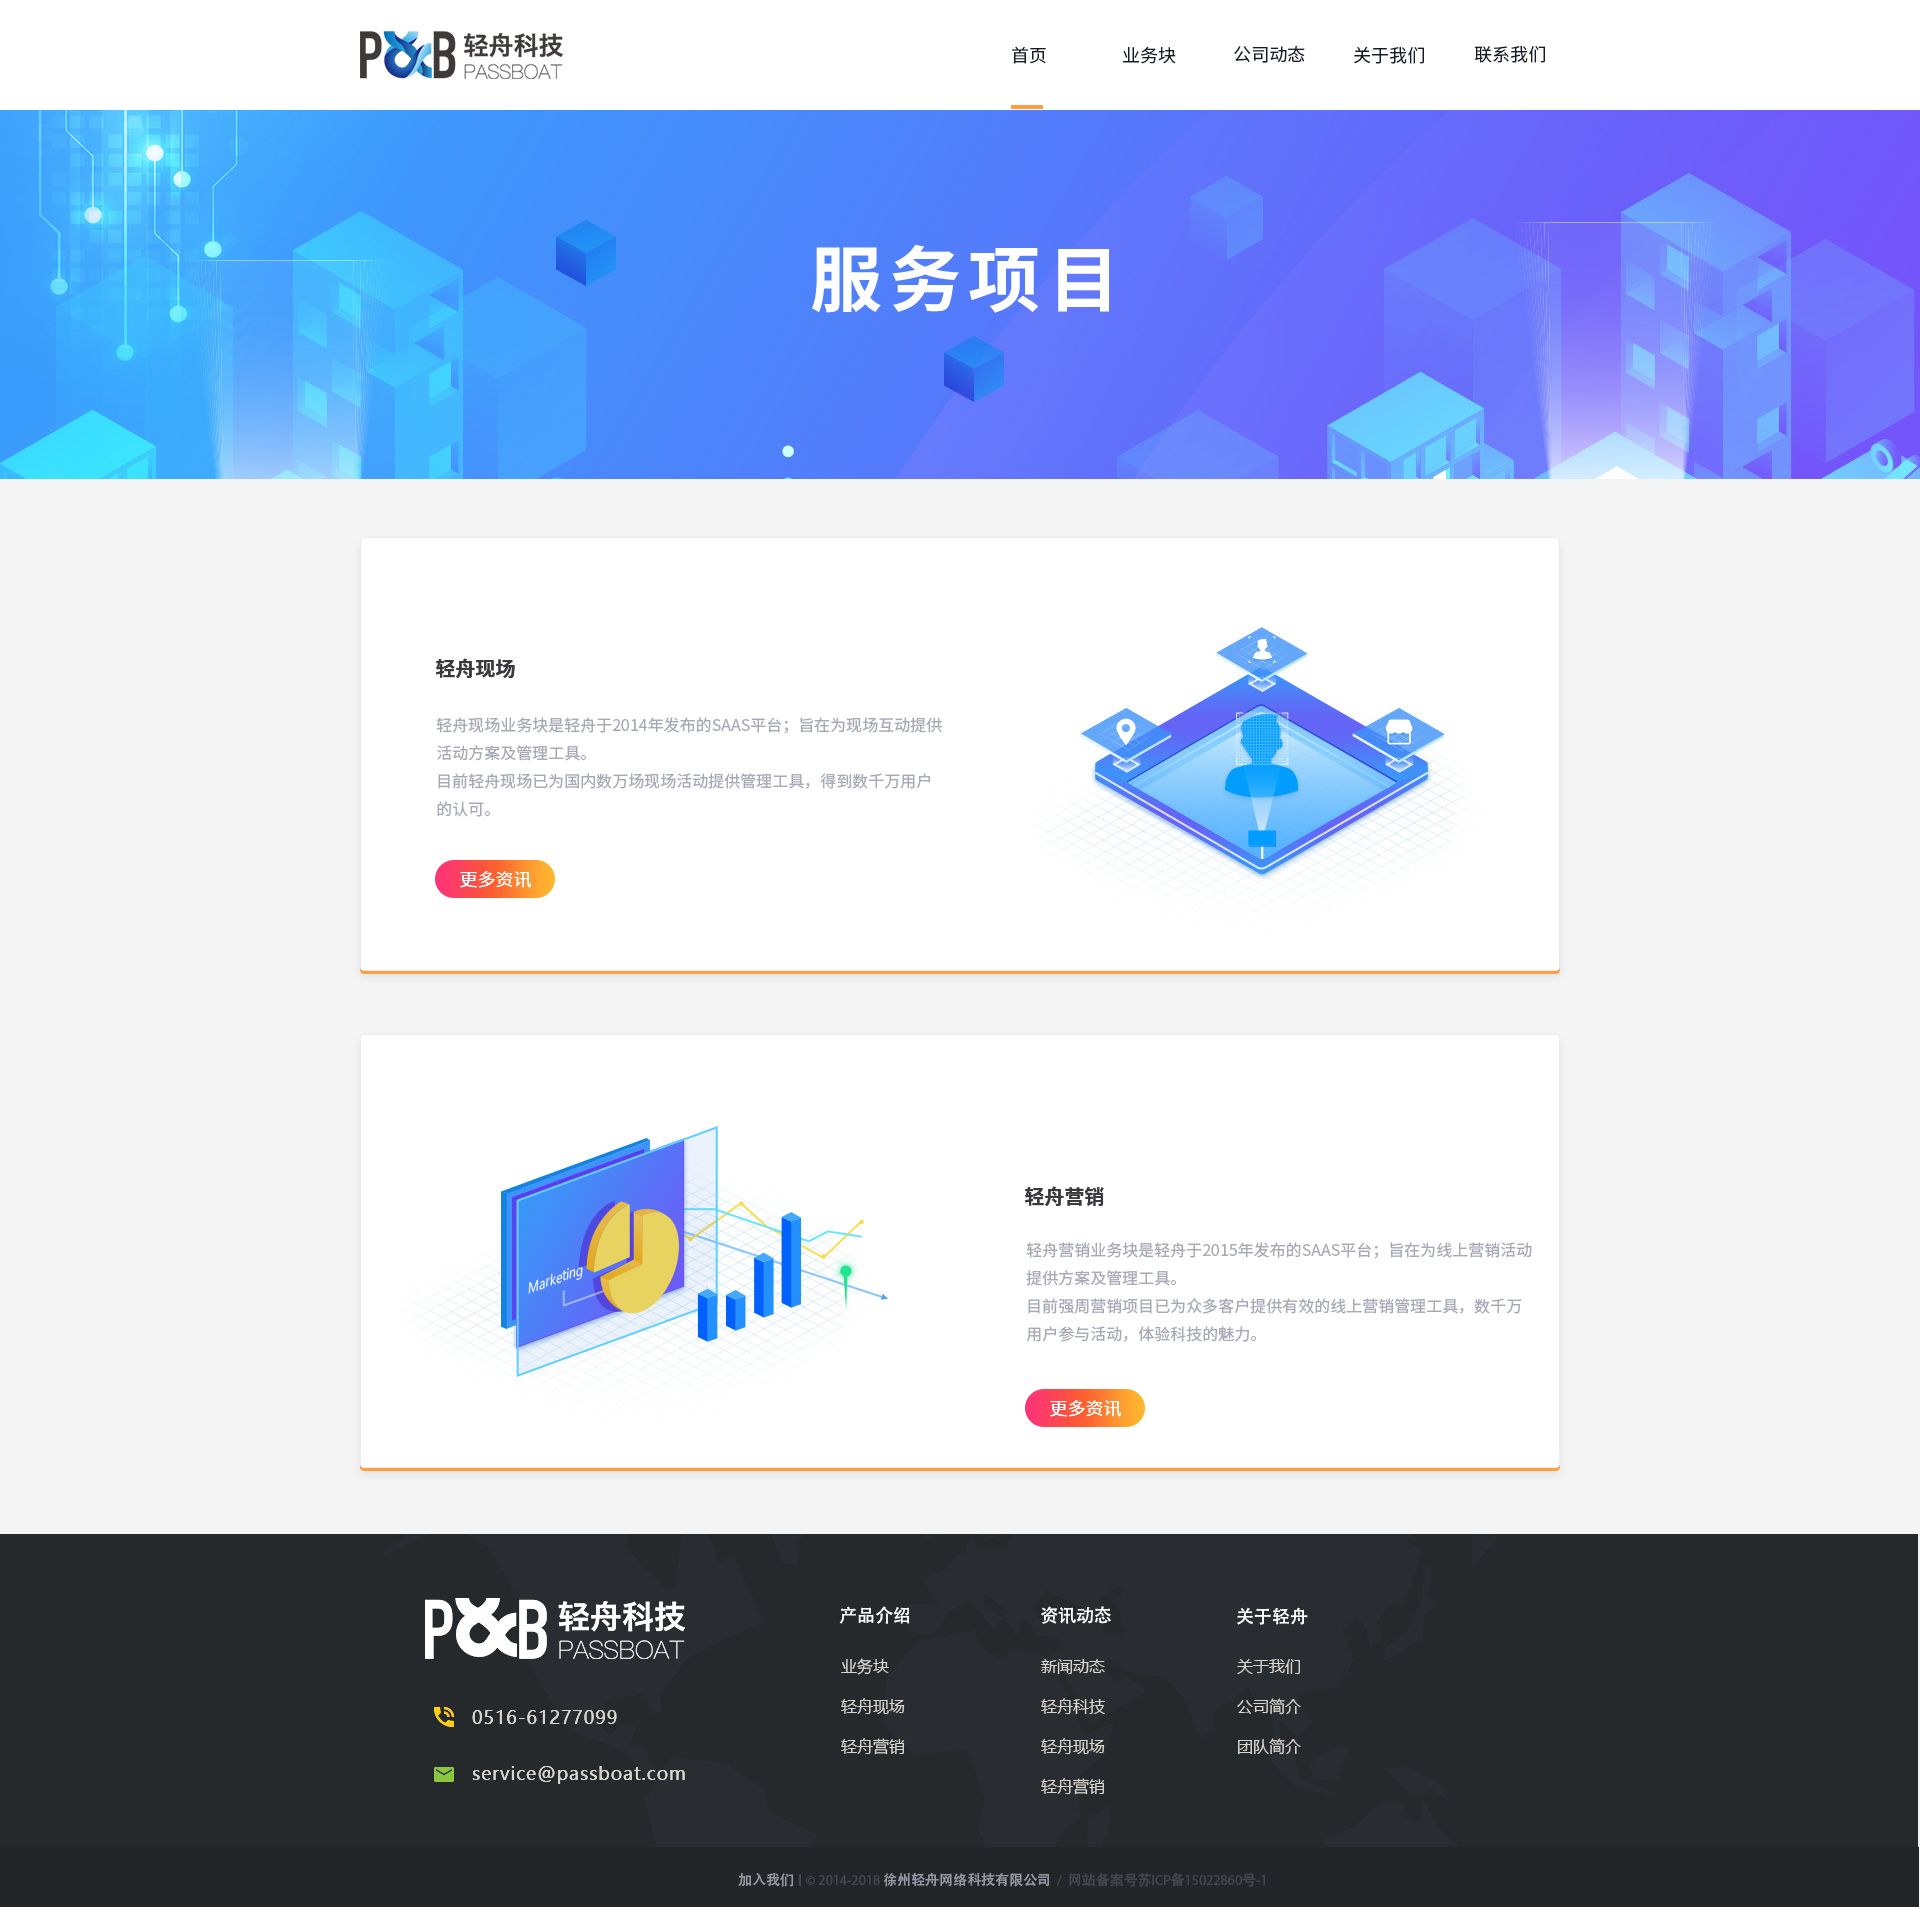 P&B 轻舟科技
PASSBOAT
首页 业务块 公司动态 关于我们 联系我们
服务项目
轻舟现场
轻舟现场业务块是轻舟于2014年发布的SAAS平台；旨在为现场互动提供
活动方案及管理工具。
目前轻舟现场已为国内数万场现场活动提供管理工具，得到数千万用户
的认可。
更多资讯
Marketing
轻舟营销
轻舟营销业务块是轻舟于2015年发布的SAAS平台；旨在为线上营销活动
提供方案及管理工具。
目前强周营销项目已为众多客户提供有效的线上营销管理工具，数千万
用户参与活动，体验科技的魅力。
更多资讯
P&B 轻舟科技
PASSBOAT
0516-61277099
service@passboat.com
产品介绍
业务块
轻舟现场
轻舟营销
资讯动态
新闻动态
轻舟科技
轻舟现场
轻舟营销
关于轻舟
关于我们
公司简介
团队简介
加入我们 | © 2014-2018 徐州轻舟网络科技有限公司 / 网站备案号苏ICP备15022860号-1